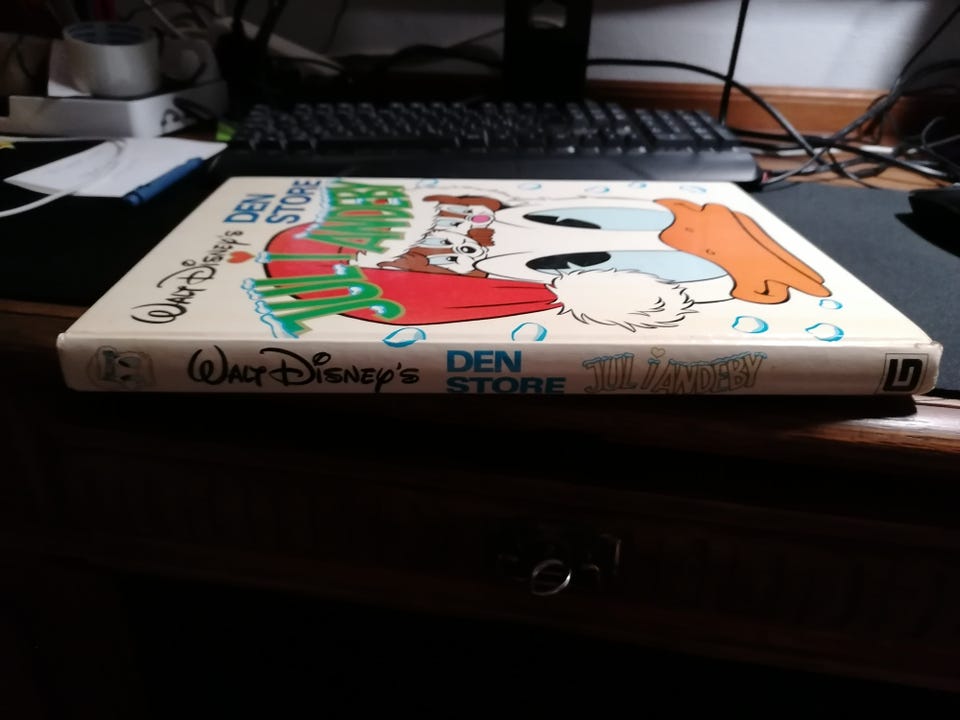 WALT DISNEY'S
DEN
STORE
JUL I ANDEBY
WALT DISNEY'S
DEN
STORE
JUL I ANDEBY
G